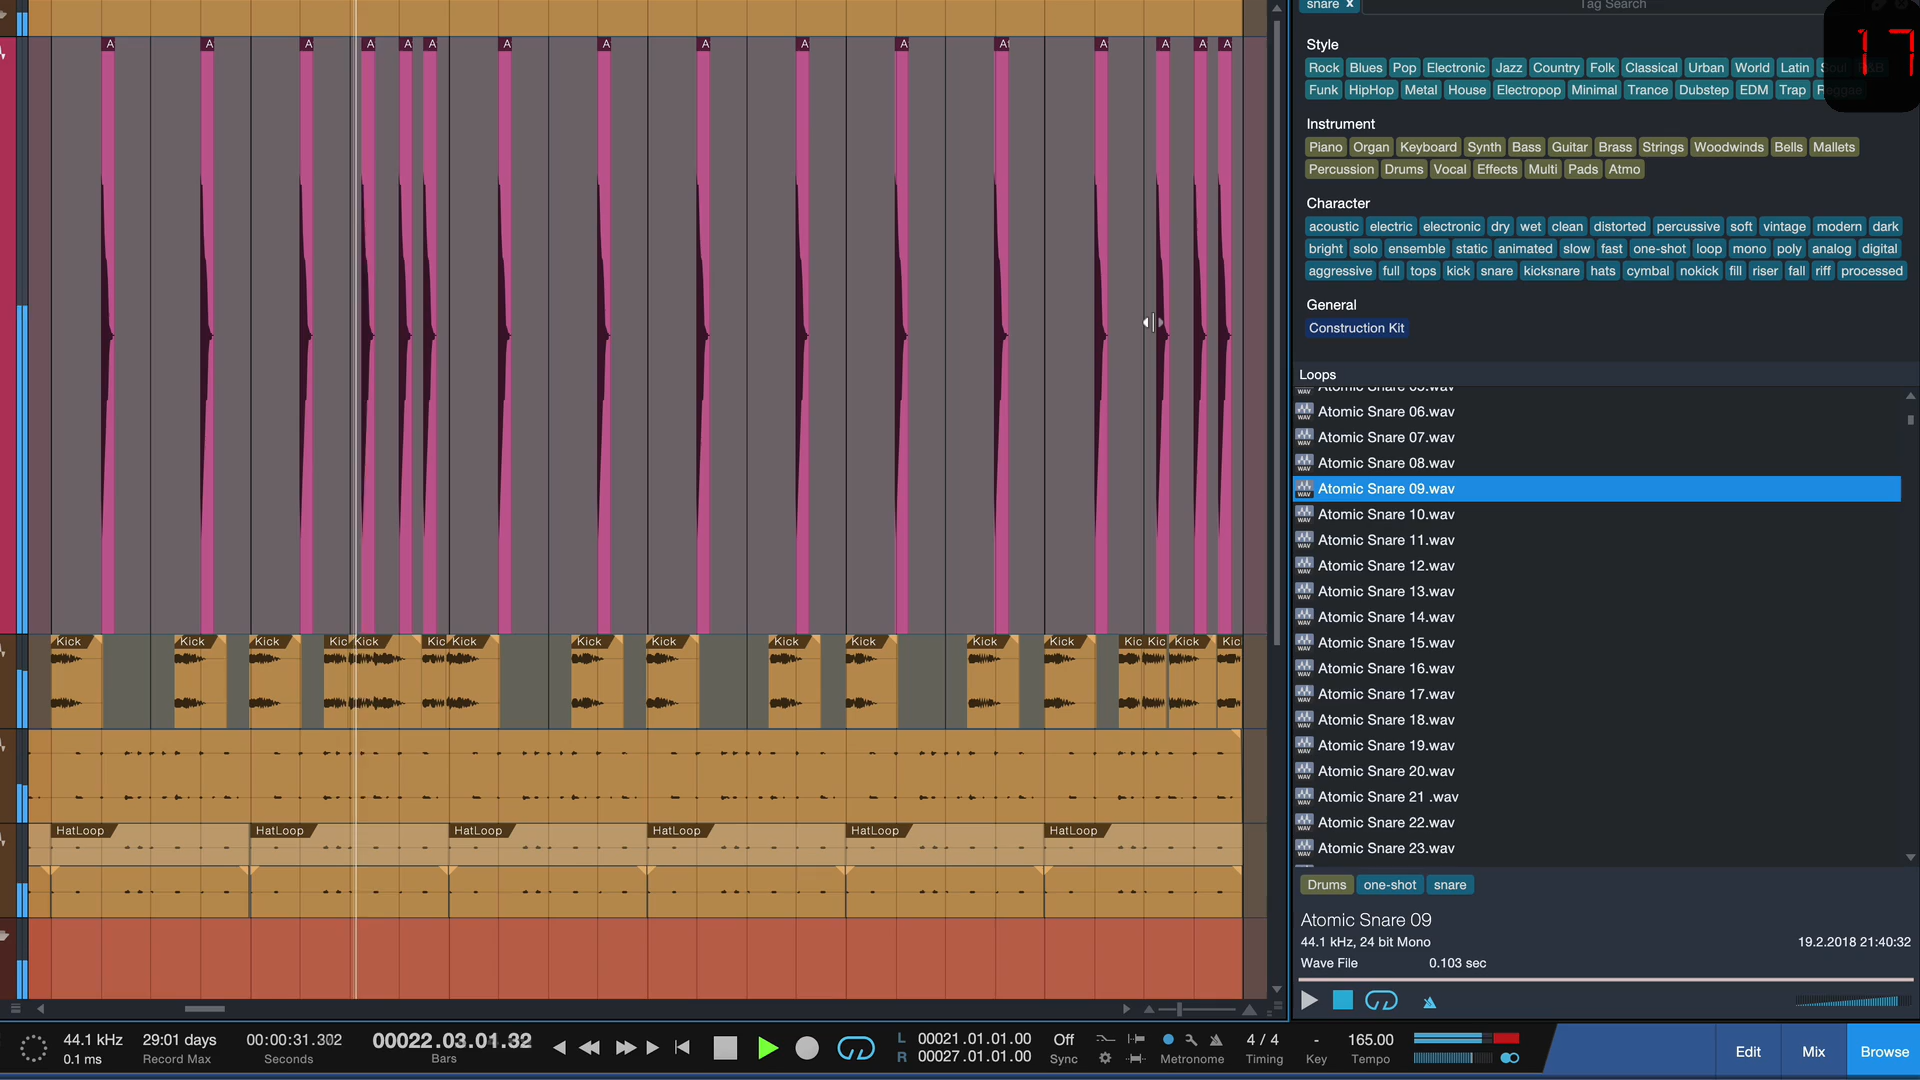 snare x
Tag Search
17
Style
Rock Blues Pop Electronic Jazz Country Folk Classical Urban World Latin Soul R&B
Funk HipHop Metal House Electropop Minimal Trance Dubstep EDM Trap Reggae
Instrument
Piano Organ Keyboard Synth Bass Guitar Brass Strings Woodwinds Bells Mallets
Percussion Drums Vocal Effects Multi Pads Atmo
Character
acoustic electric electronic dry wet clean distorted percussive soft vintage modern dark
bright solo ensemble static animated slow fast one-shot loop mono poly analog digital
aggressive full tops kick snare kicksnare hats cymbal nokick fill riser fall riff processed
General
Construction Kit
Loops
Atomic Snare 06.wav
Atomic Snare 07.wav
Atomic Snare 08.wav
Atomic Snare 09.wav
Atomic Snare 10.wav
Atomic Snare 11.wav
Atomic Snare 12.wav
Atomic Snare 13.wav
Atomic Snare 14.wav
Atomic Snare 15.wav
Atomic Snare 16.wav
Atomic Snare 17.wav
Atomic Snare 18.wav
Atomic Snare 19.wav
Atomic Snare 20.wav
Atomic Snare 21 .wav
Atomic Snare 22.wav
Atomic Snare 23.wav
Drums one-shot snare
Atomic Snare 09
44.1 kHz, 24 bit Mono 19.2.2018 21:40:32
Wave File 0.103 sec
A A A A A A A A A A A A A A A A
Kick Kick Kick Kic Kick Kic Kick Kick Kick Kick Kick Kick Kick Kic Kic Kick Kic
HatLoop HatLoop HatLoop HatLoop HatLoop HatLoop
44.1 kHz 29:01 days 00:00:31.302 00022.03.01.32 L 00021.01.01.00 Off 4 / 4 - 165.00
0.1 ms Record Max Seconds Bars R 00027.01.01.00 Sync Metronome Timing Key Tempo
Edit Mix Browse